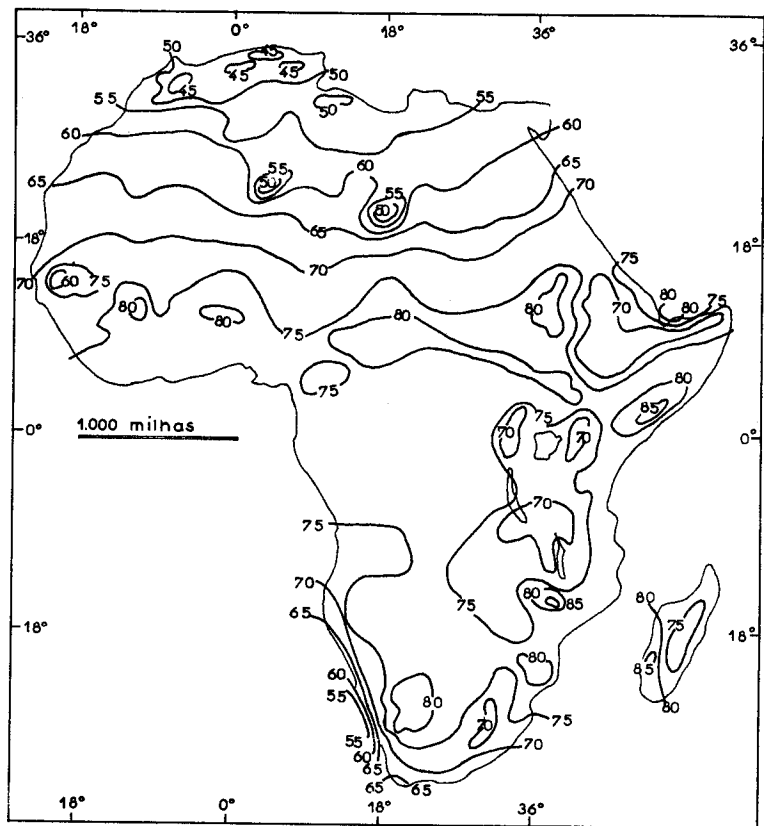 18° 0° 18° 36°
36° 36°
50 45
45 45 50
45 50
55 55
60 60
55 60 65
50 55
65 50 70
65
18° 18°
70 75
70 60 75 80 75
80 70 80
80 75 80
75 80
85
1.000 milhas 75
0° 70 70 0°
75 70
70 80
65 75 80 85 75
18° 18°
60 80 85
55 80 80
70 75
55 70
60
65
65 65
18° 0° 18° 36°